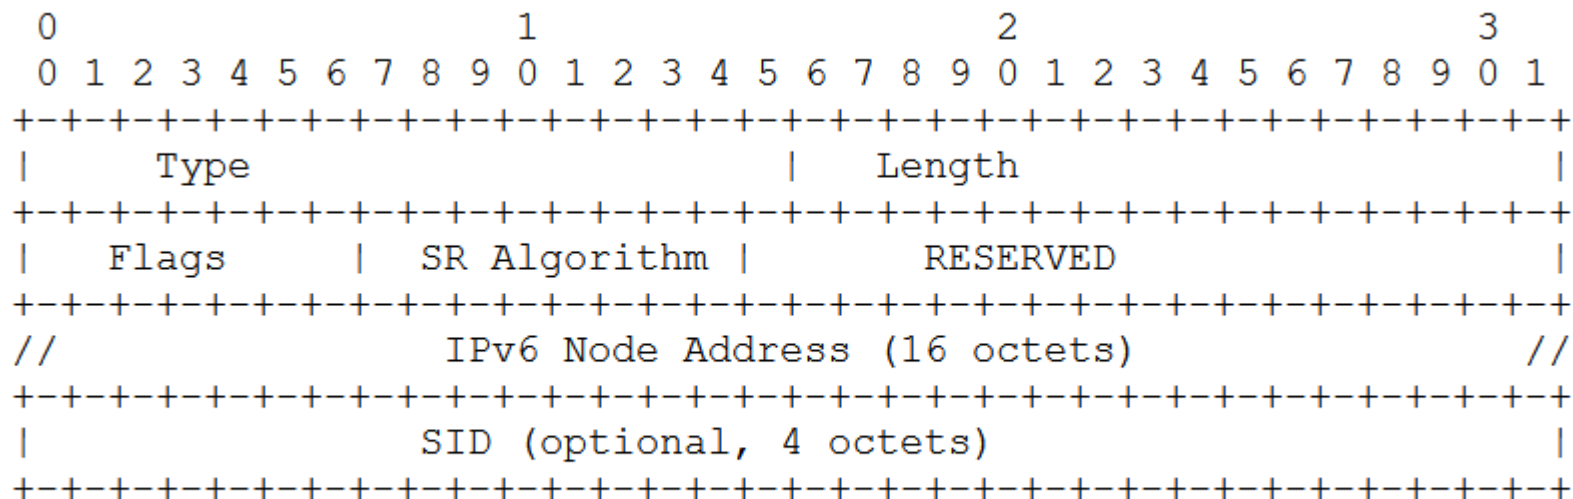 0                   1                   2                   3
 0 1 2 3 4 5 6 7 8 9 0 1 2 3 4 5 6 7 8 9 0 1 2 3 4 5 6 7 8 9 0 1
+-+-+-+-+-+-+-+-+-+-+-+-+-+-+-+-+-+-+-+-+-+-+-+-+-+-+-+-+-+-+-+-+
|     Type                      |   Length                      |
+-+-+-+-+-+-+-+-+-+-+-+-+-+-+-+-+-+-+-+-+-+-+-+-+-+-+-+-+-+-+-+-+
|   Flags     |  SR Algorithm |       RESERVED                  |
+-+-+-+-+-+-+-+-+-+-+-+-+-+-+-+-+-+-+-+-+-+-+-+-+-+-+-+-+-+-+-+-+
//                IPv6 Node Address (16 octets)                //
+-+-+-+-+-+-+-+-+-+-+-+-+-+-+-+-+-+-+-+-+-+-+-+-+-+-+-+-+-+-+-+-+
|                SID (optional, 4 octets)                       |
+-+-+-+-+-+-+-+-+-+-+-+-+-+-+-+-+-+-+-+-+-+-+-+-+-+-+-+-+-+-+-+-+